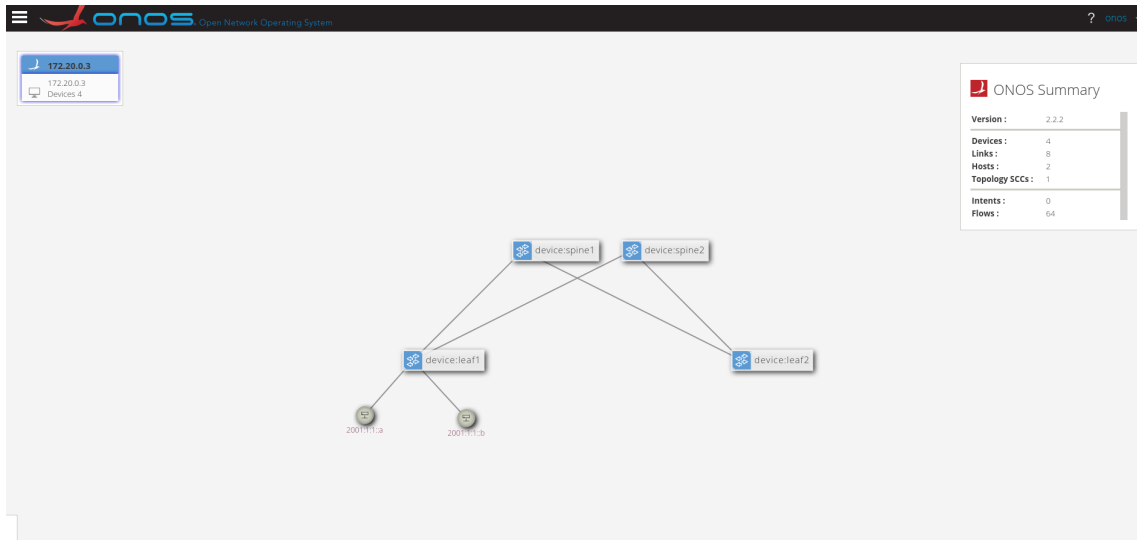 onos Open Network Operating System
? onos
172.20.0.3
172.20.0.3
Devices 4
ONOS Summary
Version : 2.2.2
Devices : 4
Links : 8
Hosts : 2
Topology SCCs : 1
Intents : 0
Flows : 64
device:spine1
device:spine2
device:leaf1
device:leaf2
2001:1:1::a
2001:1:1::b